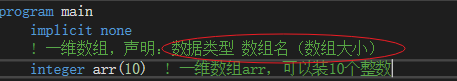 program main
implicit none
! 一维数组，声明：数据类型 数组名（数组大小）
integer arr(10) ! 一维数组arr，可以装10个整数